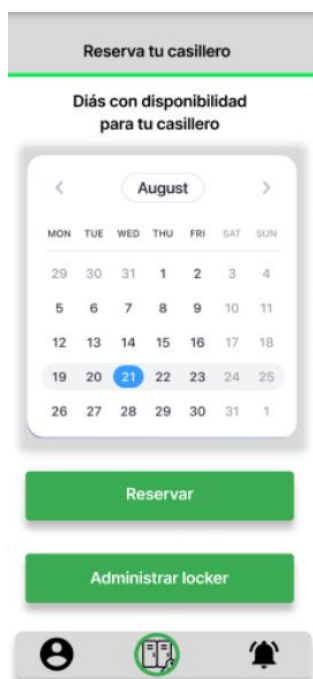 Reserva tu casillero
Diás con disponibilidad
para tu casillero
< August >
MON TUE WED THU FRI SAT SUN
29 30 31 1 2 3 4
5 6 7 8 9 10 11
12 13 14 15 16 17 18
19 20 21 22 23 24 25
26 27 28 29 30 31 1
Reservar
Administrar locker